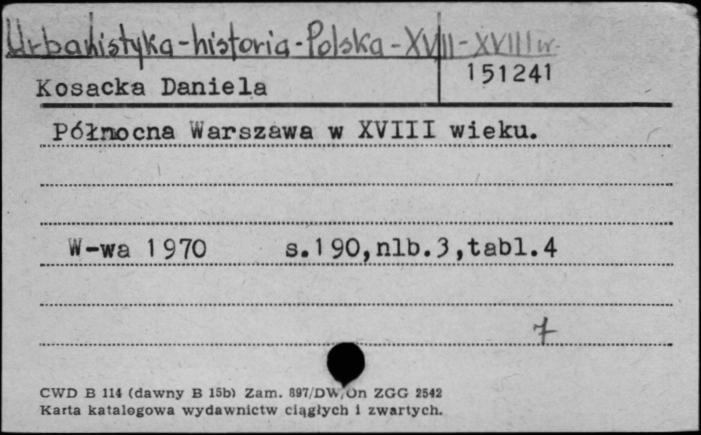 Urbanistyka-historia-Polska-XVII-XVIII w.
151241
Kosacka Daniela
Północna Warszawa w XVIII wieku.
W-wa 1970 s.190,nlb.3,tabl.4
7
CWD B 114 (dawny B 15b) Zam. 897/DW/On ZGG 2542
Karta katalogowa wydawnictw ciągłych i zwartych.